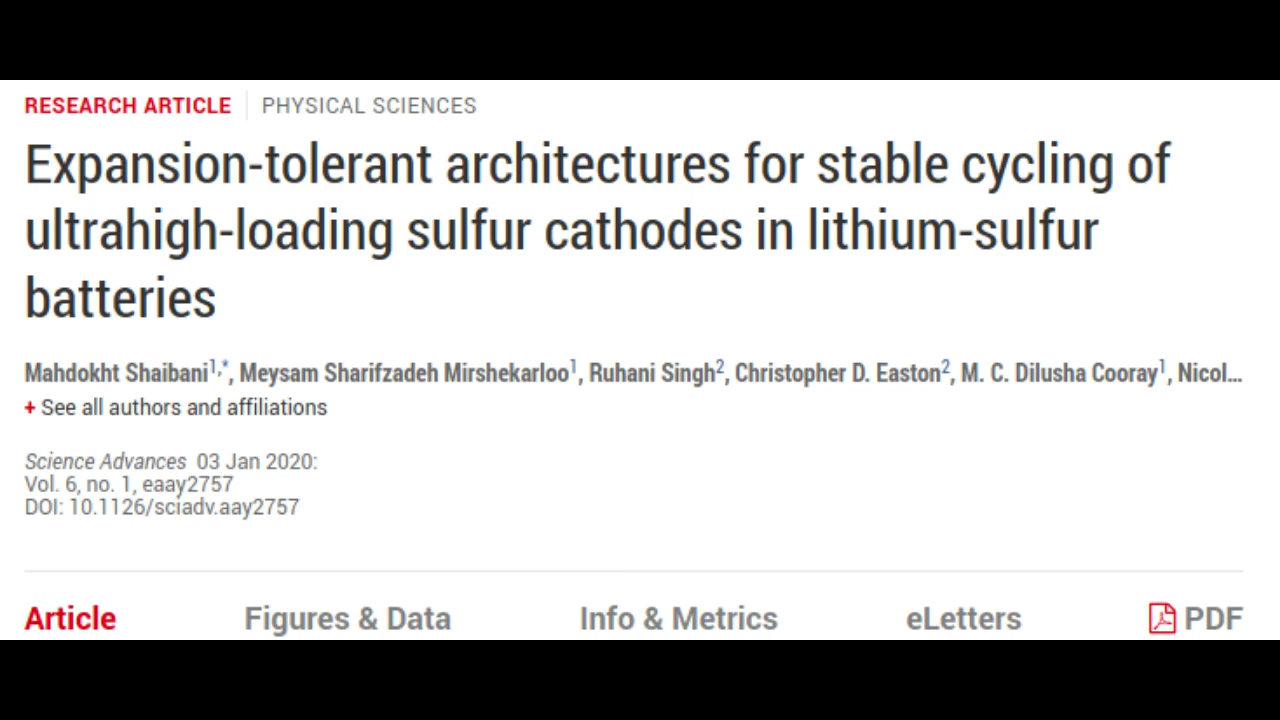 RESEARCH ARTICLE PHYSICAL SCIENCES
Expansion-tolerant architectures for stable cycling of
ultrahigh-loading sulfur cathodes in lithium-sulfur
batteries
Mahdokht Shaibani1,*, Meysam Sharifzadeh Mirshekarloo1, Ruhani Singh2, Christopher D. Easton2, M. C. Dilusha Cooray1, Nicol...
+ See all authors and affiliations
Science Advances 03 Jan 2020:
Vol. 6, no. 1, eaay2757
DOI: 10.1126/sciadv.aay2757
Article Figures & Data Info & Metrics eLetters PDF